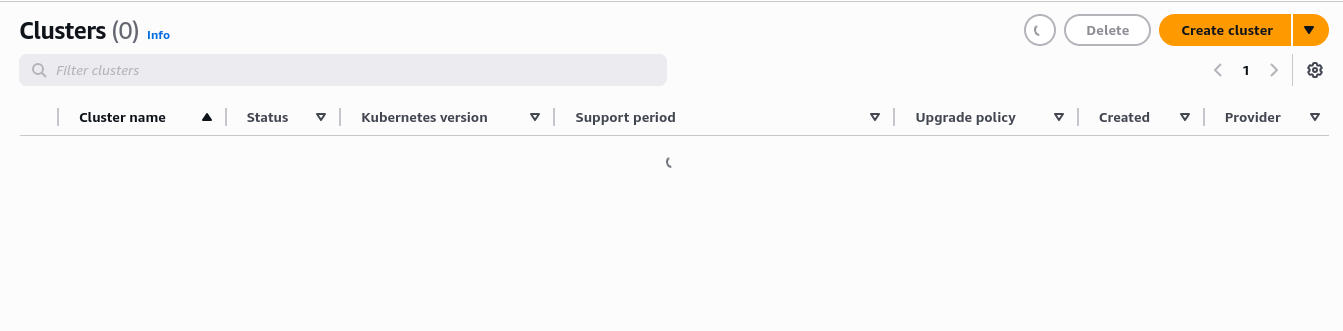 Clusters (0) Info
Delete
Create cluster
Filter clusters
1
Cluster name Status Kubernetes version Support period Upgrade policy Created Provider